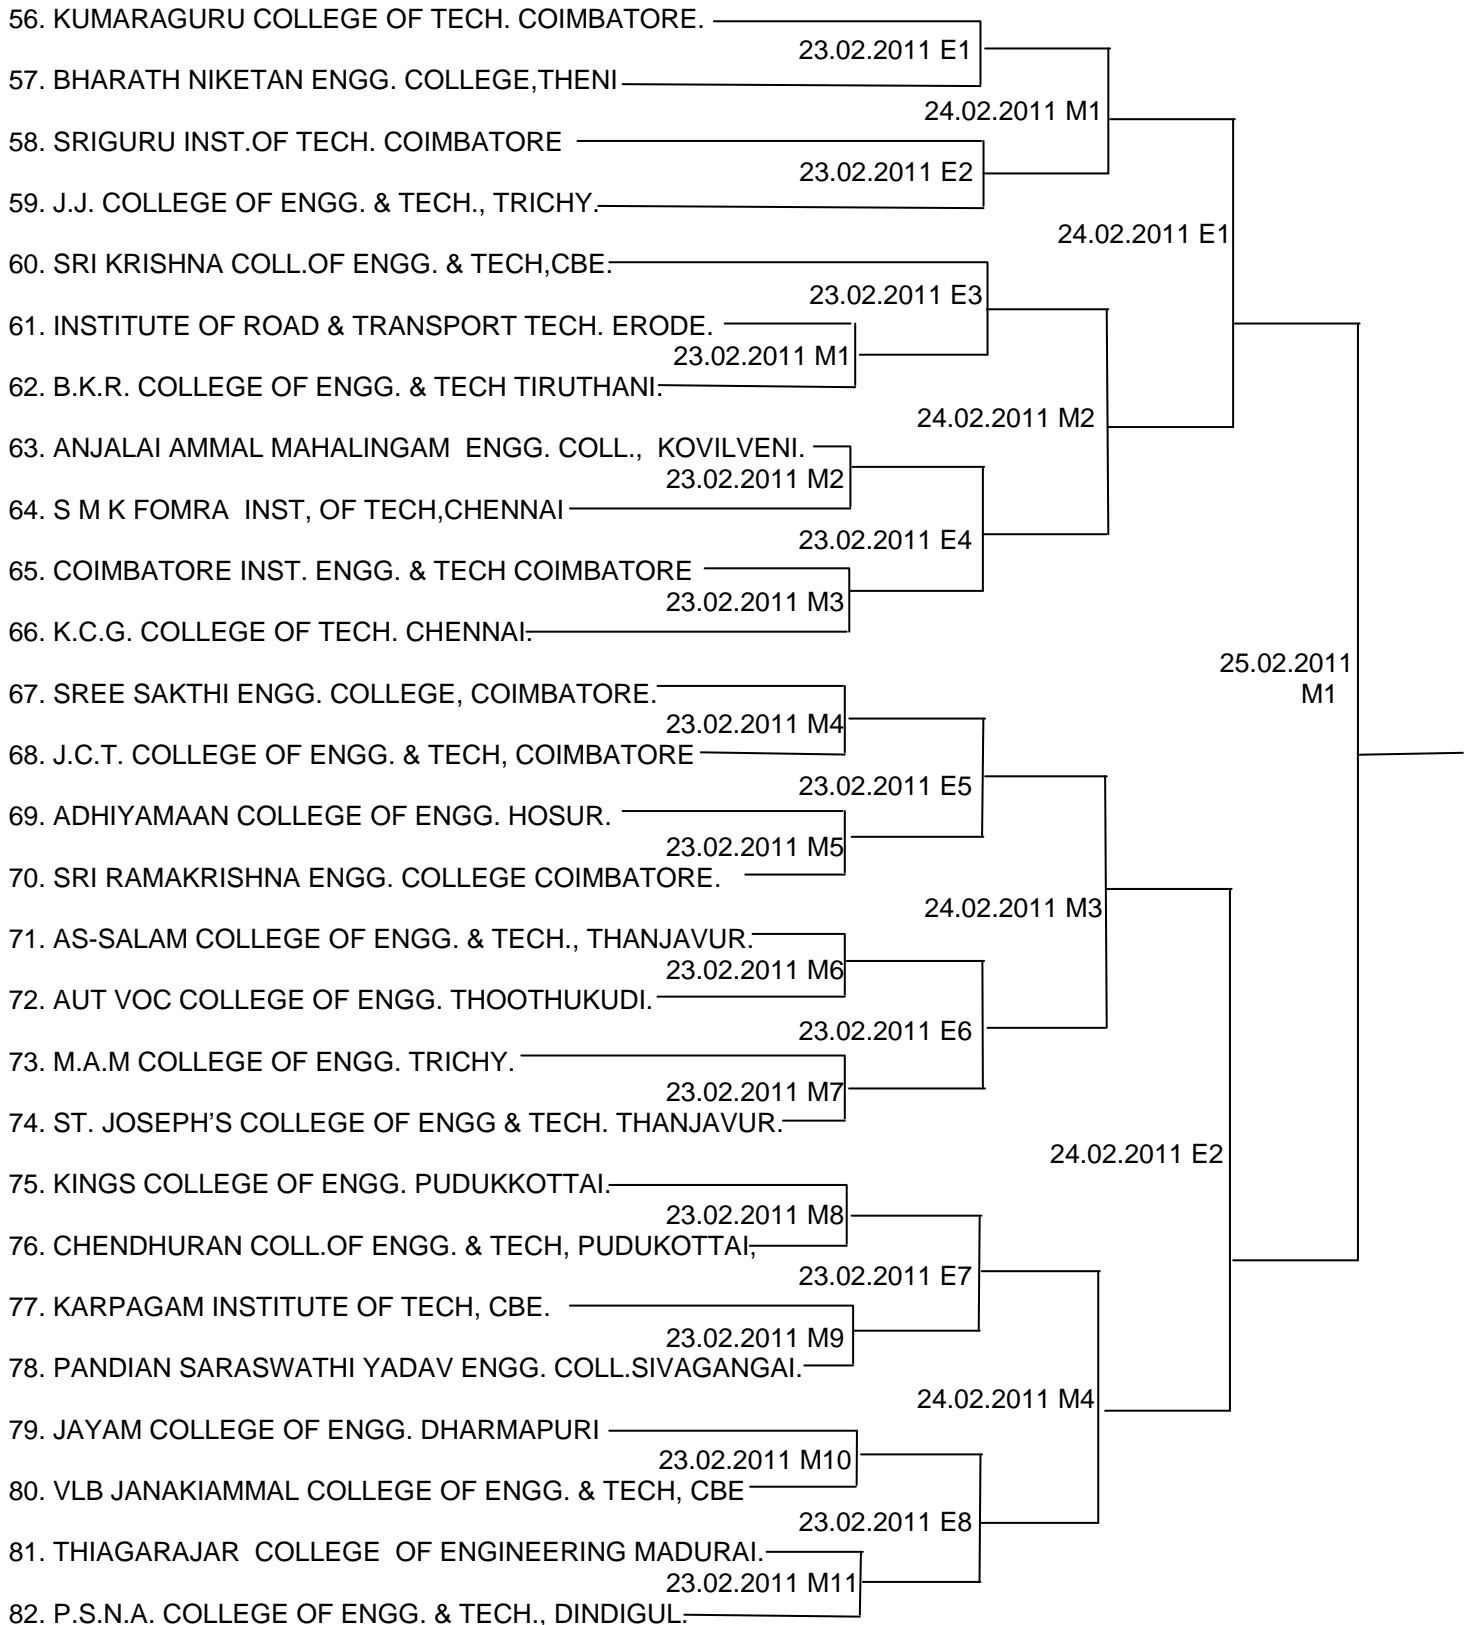 56. KUMARAGURU COLLEGE OF TECH. COIMBATORE.
23.02.2011 E1
57. BHARATH NIKETAN ENGG. COLLEGE,THENI
24.02.2011 M1
58. SRIGURU INST.OF TECH. COIMBATORE
23.02.2011 E2
59. J.J. COLLEGE OF ENGG. & TECH., TRICHY.
24.02.2011 E1
60. SRI KRISHNA COLL.OF ENGG. & TECH,CBE.
23.02.2011 E3
61. INSTITUTE OF ROAD & TRANSPORT TECH. ERODE.
23.02.2011 M1
62. B.K.R. COLLEGE OF ENGG. & TECH TIRUTHANI.
24.02.2011 M2
63. ANJALAI AMMAL MAHALINGAM  ENGG. COLL.,  KOVILVENI.
23.02.2011 M2
64. S M K FOMRA  INST, OF TECH,CHENNAI
23.02.2011 E4
65. COIMBATORE INST. ENGG. & TECH COIMBATORE
23.02.2011 M3
66. K.C.G. COLLEGE OF TECH. CHENNAI.
25.02.2011
M1
67. SREE SAKTHI ENGG. COLLEGE, COIMBATORE.
23.02.2011 M4
68. J.C.T. COLLEGE OF ENGG. & TECH, COIMBATORE
23.02.2011 E5
69. ADHIYAMAAN COLLEGE OF ENGG. HOSUR.
23.02.2011 M5
70. SRI RAMAKRISHNA ENGG. COLLEGE COIMBATORE.
24.02.2011 M3
71. AS-SALAM COLLEGE OF ENGG. & TECH., THANJAVUR.
23.02.2011 M6
72. AUT VOC COLLEGE OF ENGG. THOOTHUKUDI.
23.02.2011 E6
73. M.A.M COLLEGE OF ENGG. TRICHY.
23.02.2011 M7
74. ST. JOSEPH’S COLLEGE OF ENGG & TECH. THANJAVUR.
24.02.2011 E2
75. KINGS COLLEGE OF ENGG. PUDUKKOTTAI.
23.02.2011 M8
76. CHENDHURAN COLL.OF ENGG. & TECH, PUDUKOTTAI,
23.02.2011 E7
77. KARPAGAM INSTITUTE OF TECH, CBE.
23.02.2011 M9
78. PANDIAN SARASWATHI YADAV ENGG. COLL.SIVAGANGAI.
24.02.2011 M4
79. JAYAM COLLEGE OF ENGG. DHARMAPURI
23.02.2011 M10
80. VLB JANAKIAMMAL COLLEGE OF ENGG. & TECH, CBE
23.02.2011 E8
81. THIAGARAJAR  COLLEGE  OF ENGINEERING MADURAI.
23.02.2011 M11
82. P.S.N.A. COLLEGE OF ENGG. & TECH., DINDIGUL.